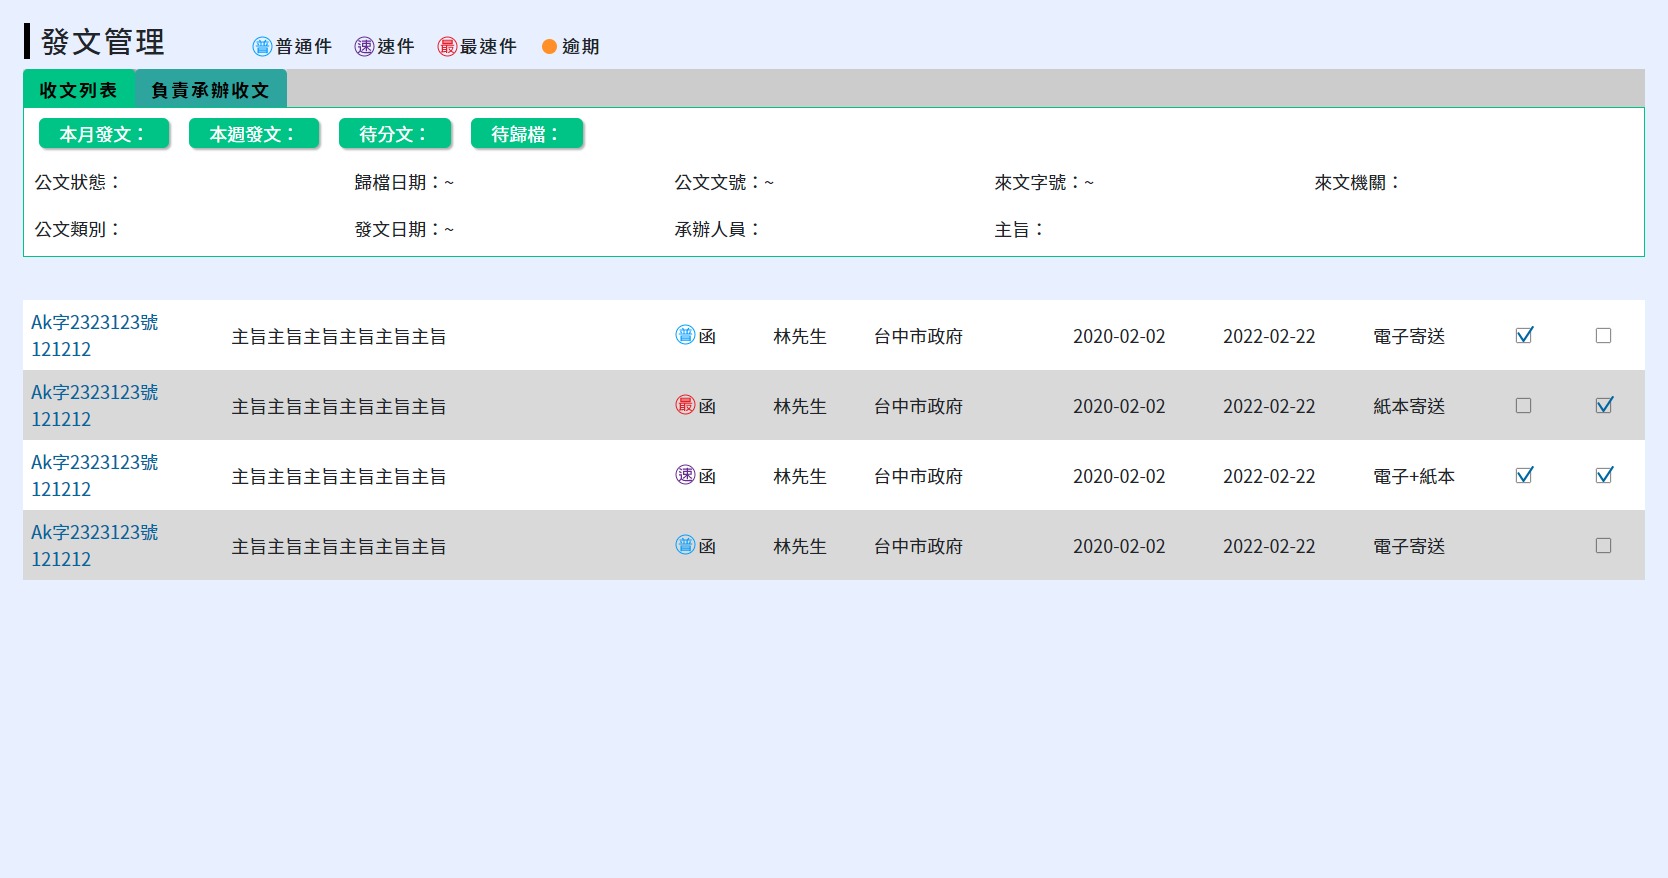 發文管理 普 普通件 速 速件 最 最速件 逾期
收文列表 負責承辦收文
本月發文： 本週發文： 待分文： 待歸檔：
公文狀態： 歸檔日期：~ 公文文號：~ 來文字號：~ 來文機關：
公文類別： 發文日期：~ 承辦人員： 主旨：
Ak字2323123號
121212
主旨主旨主旨主旨主旨主旨 普 函 林先生 台中市政府 2020-02-02 2022-02-22 電子寄送
Ak字2323123號
121212
主旨主旨主旨主旨主旨主旨 最 函 林先生 台中市政府 2020-02-02 2022-02-22 紙本寄送
Ak字2323123號
121212
主旨主旨主旨主旨主旨主旨 速 函 林先生 台中市政府 2020-02-02 2022-02-22 電子+紙本
Ak字2323123號
121212
主旨主旨主旨主旨主旨主旨 普 函 林先生 台中市政府 2020-02-02 2022-02-22 電子寄送